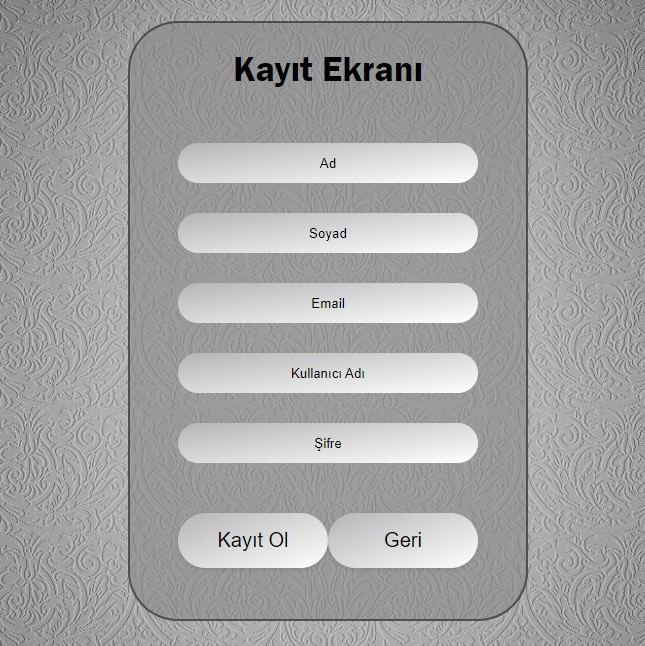 Kayıt Ekranı
Ad
Soyad
Email
Kullanıcı Adı
Şifre
Kayıt Ol
Geri